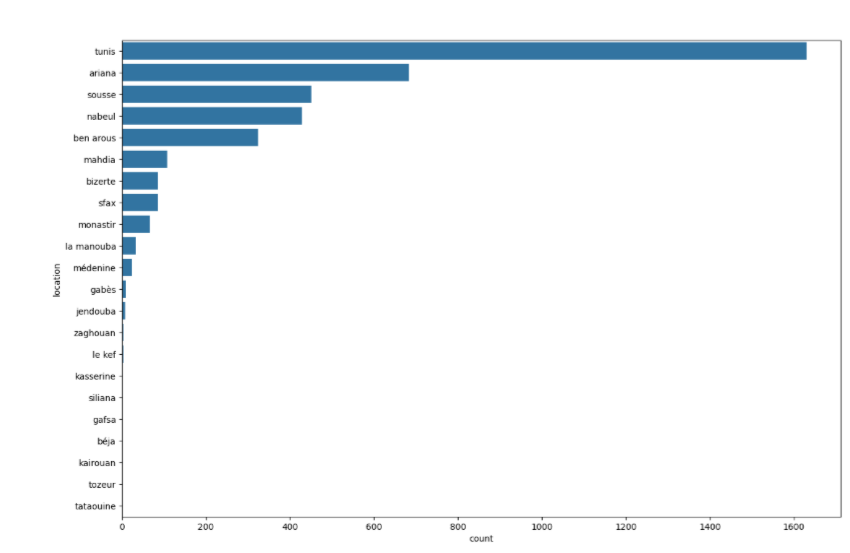 tunis
ariana
sousse
nabeul
ben arous
mahdia
bizerte
sfax
monastir
la manouba
médenine
gabès
jendouba
zaghouan
le kef
kasserine
siliana
gafsa
béja
kairouan
tozeur
tataouine
location
0 200 400 600 800 1000 1200 1400 1600
count